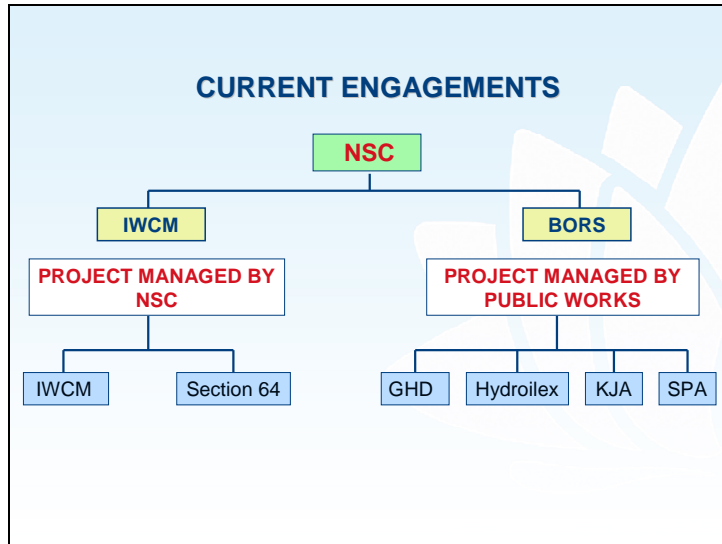 CURRENT ENGAGEMENTS
NSC
IWCM
BORS
PROJECT MANAGED BY
NSC
PROJECT MANAGED BY
PUBLIC WORKS
IWCM
Section 64
GHD
Hydroilex
KJA
SPA